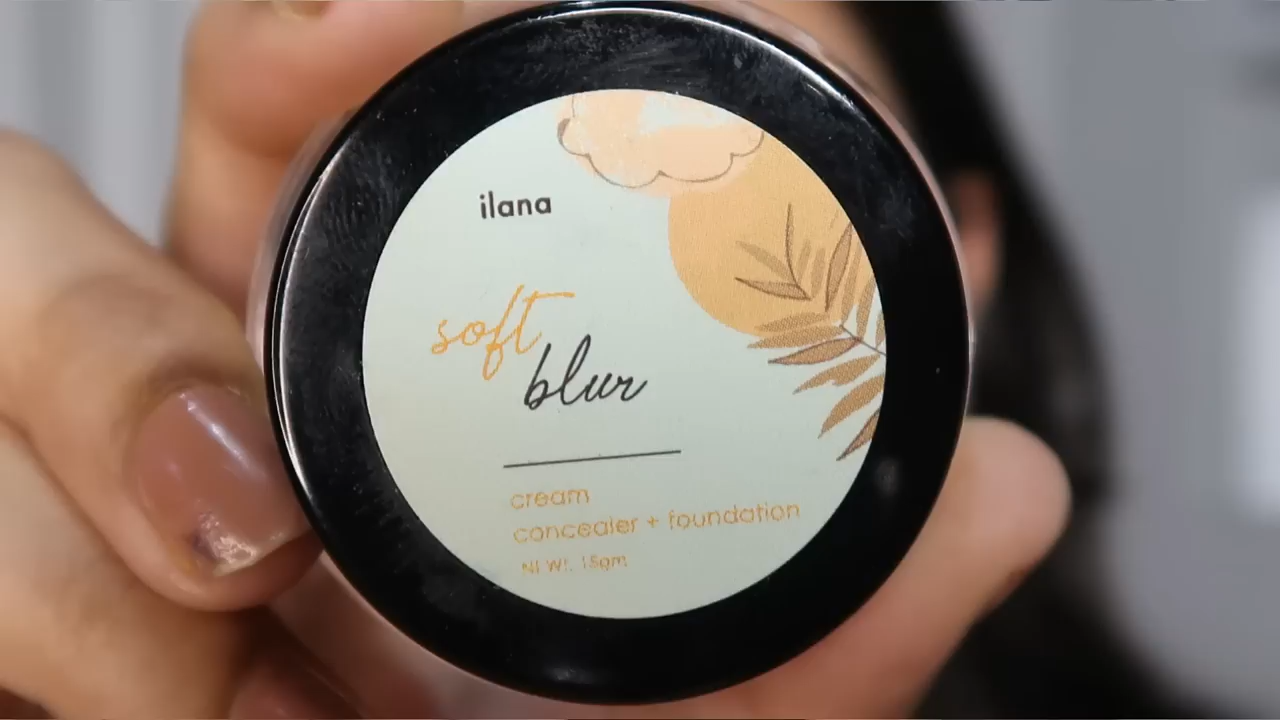 ilana
soft
blur
cream
concealer + foundation
Nt Wt. 15gm